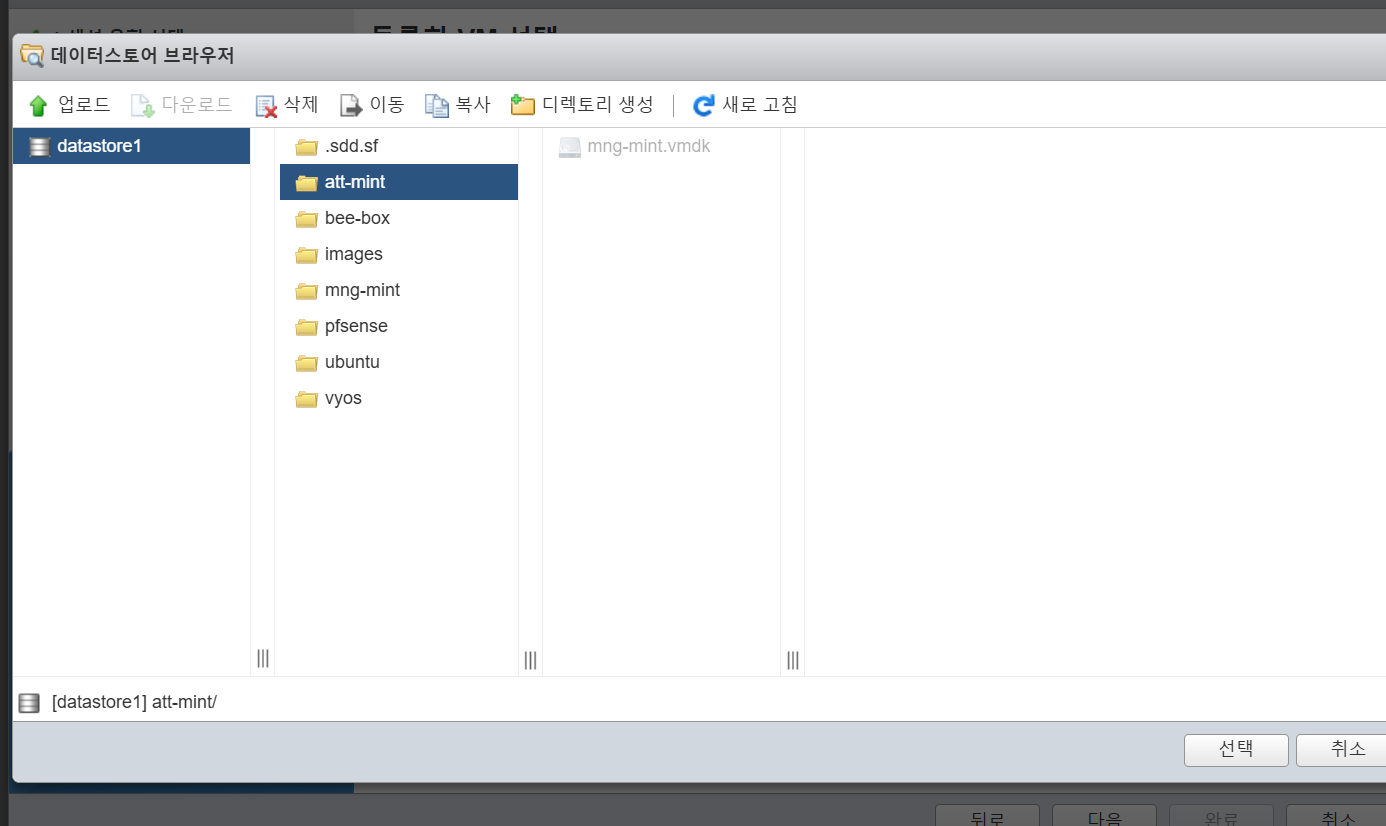 데이터스토어 브라우저
업로드 다운로드 삭제 이동 복사 디렉토리 생성 새로 고침
datastore1
.sdd.sf
att-mint
bee-box
images
mng-mint
pfsense
ubuntu
vyos
mng-mint.vmdk
[datastore1] att-mint/
선택 취소
뒤로 다음 완료 취소